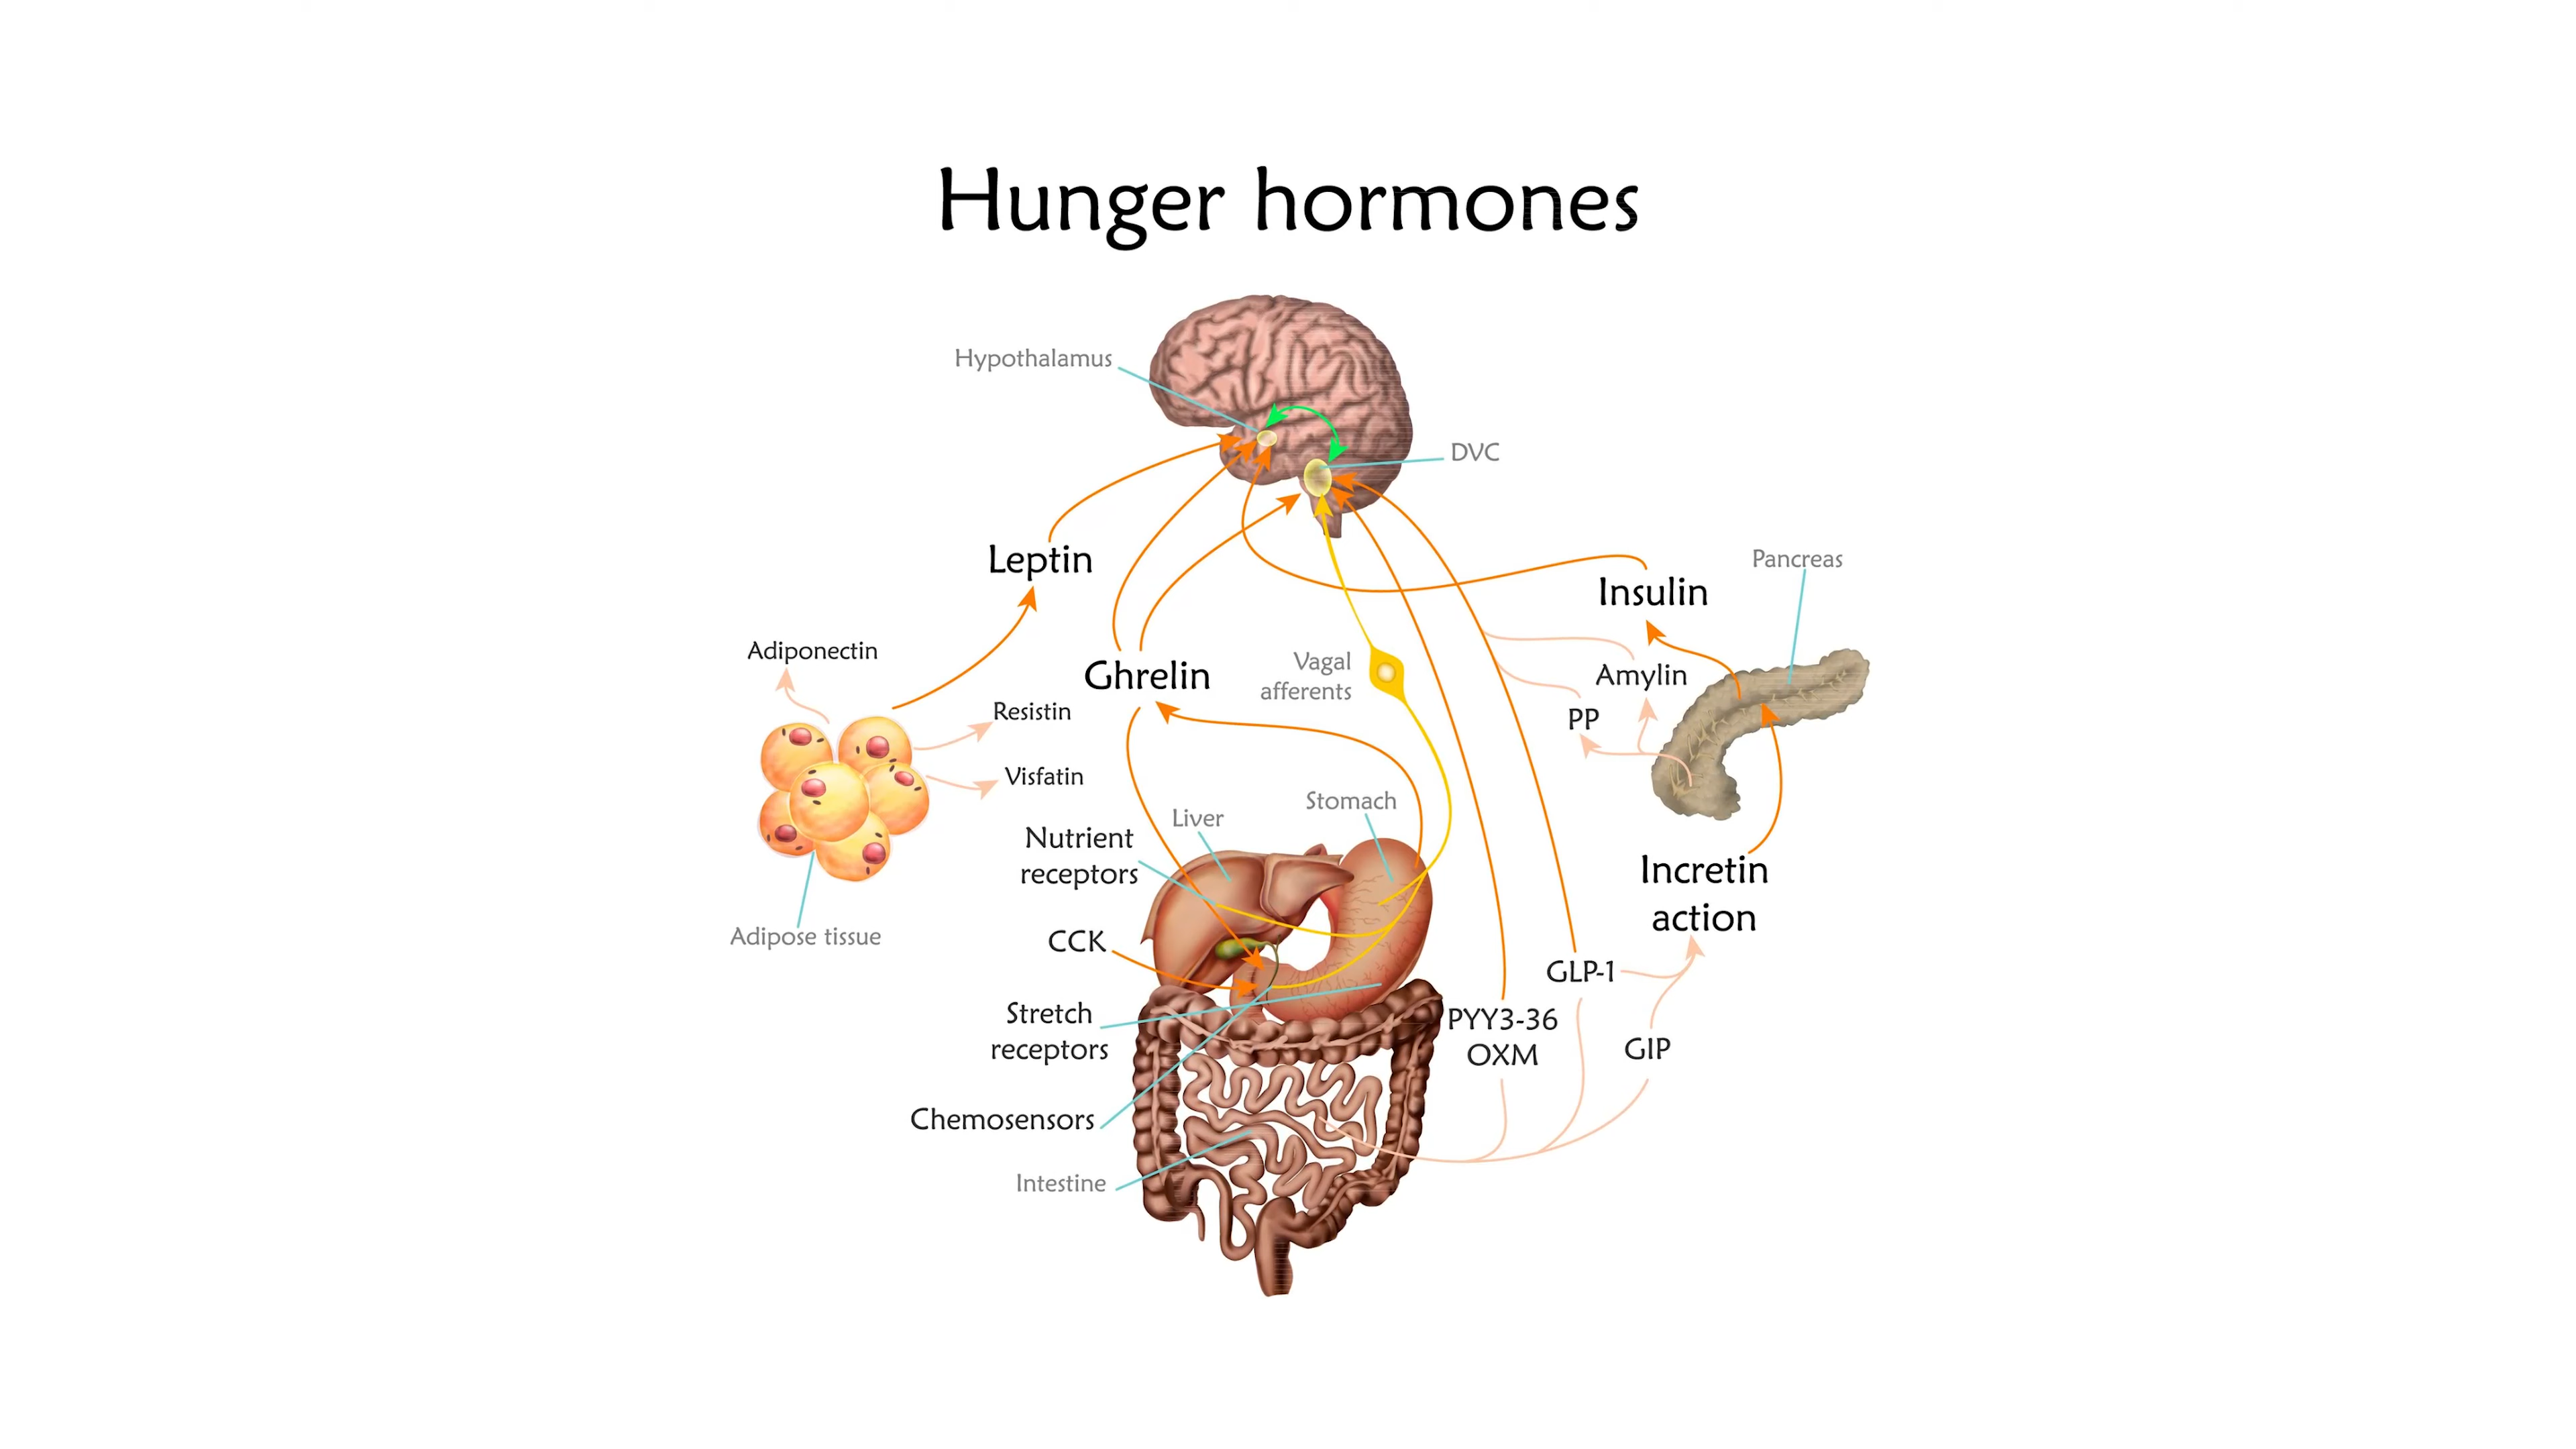 Hunger hormones
Hypothalamus
DVC
Leptin
Pancreas
Insulin
Adiponectin
Ghrelin
Vagal
afferents
Amylin
Resistin
PP
Visfatin
Stomach
Liver
Nutrient
receptors
Incretin
action
Adipose tissue
CCK
GLP-1
Stretch
receptors
PYY3-36
OXM
GIP
Chemosensors
Intestine